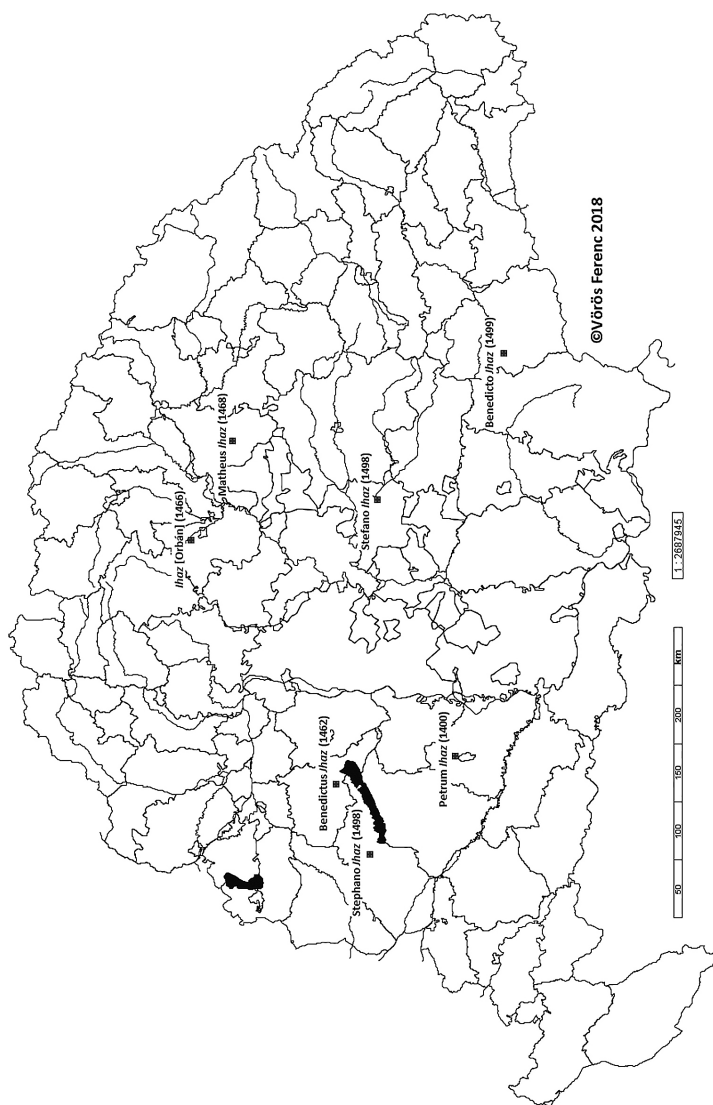 Ihaz [Orbán] (1466)
Matheus Ihaz (1468)
Benedictus Ihaz (1462)
Stephano Ihaz (1498)
Stefano Ihaz (1498)
Petrum Ihaz (1400)
Benedicto Ihaz (1499)
©Vörös Ferenc 2018
50 100 150 200 km
1 : 2687945